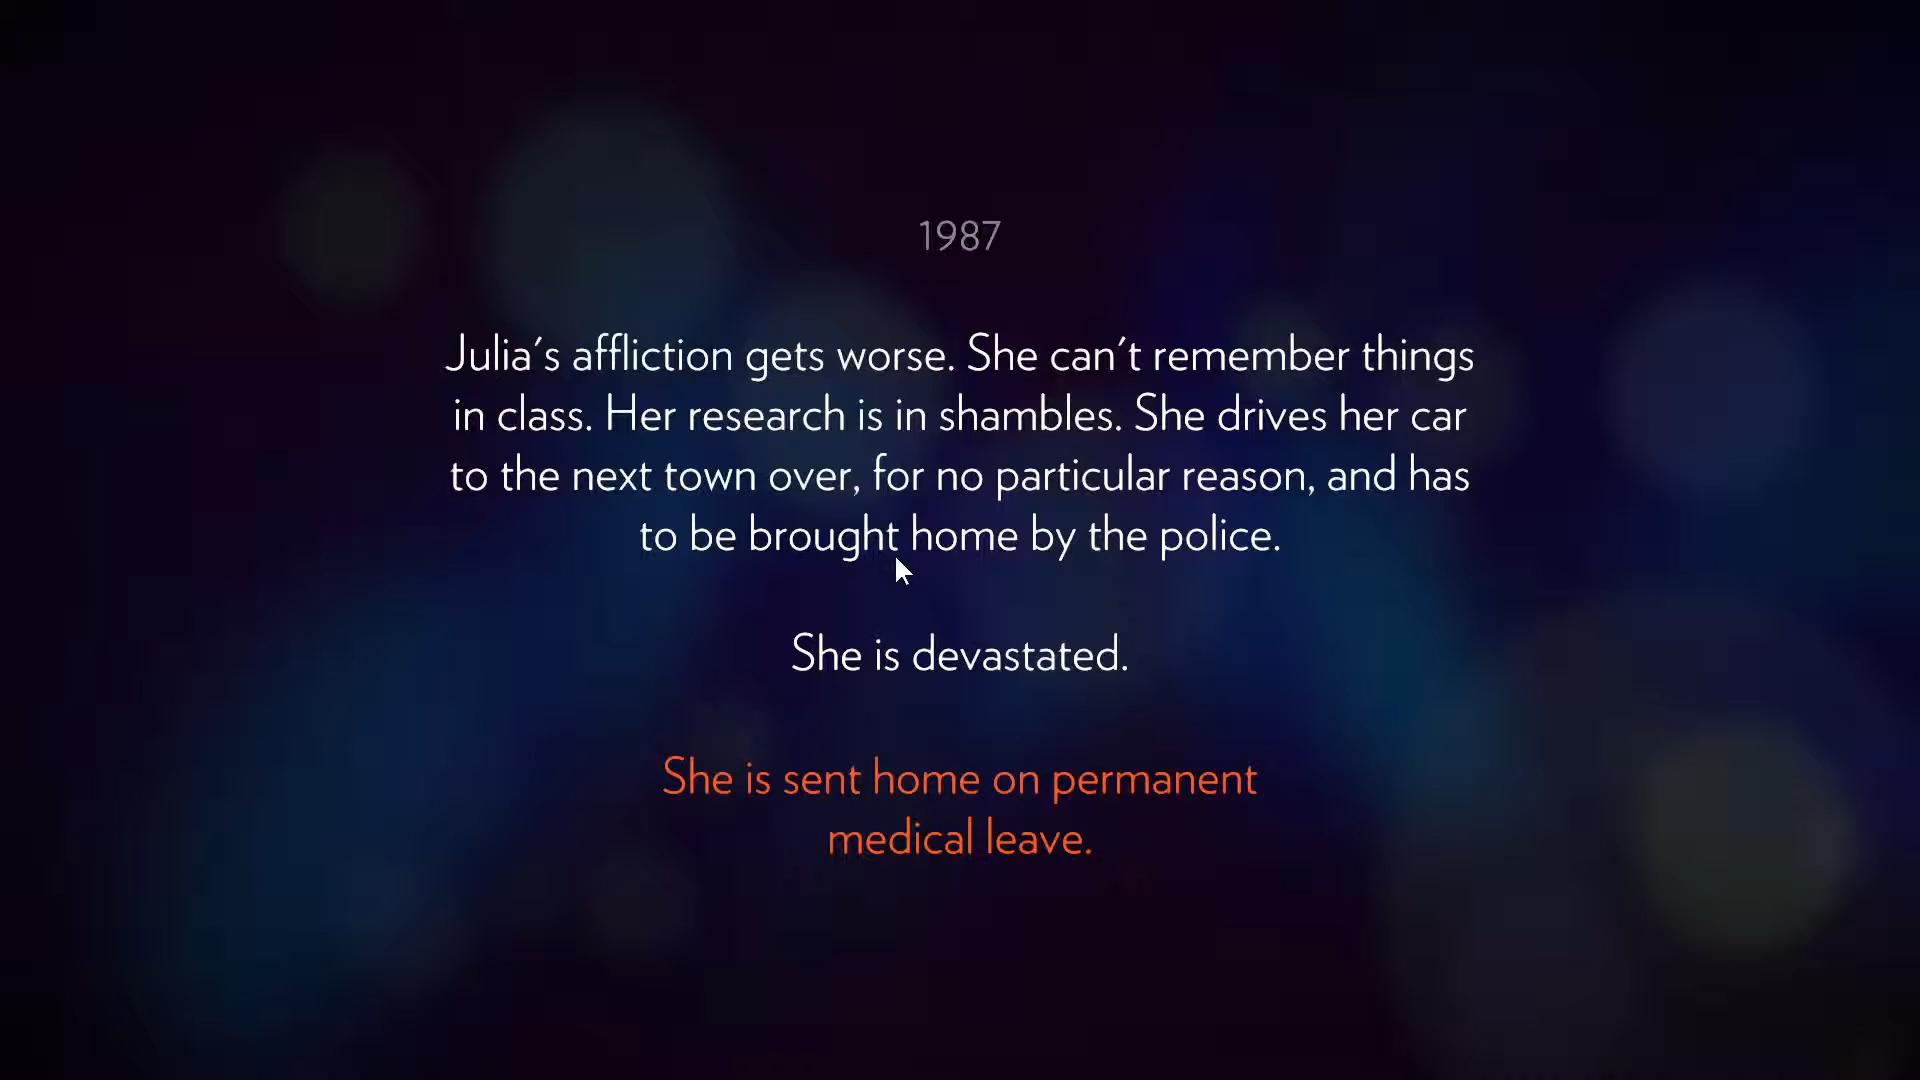 1987
Julia's affliction gets worse. She can't remember things
in class. Her research is in shambles. She drives her car
to the next town over, for no particular reason, and has
to be brought home by the police.
She is devastated.
She is sent home on permanent
medical leave.